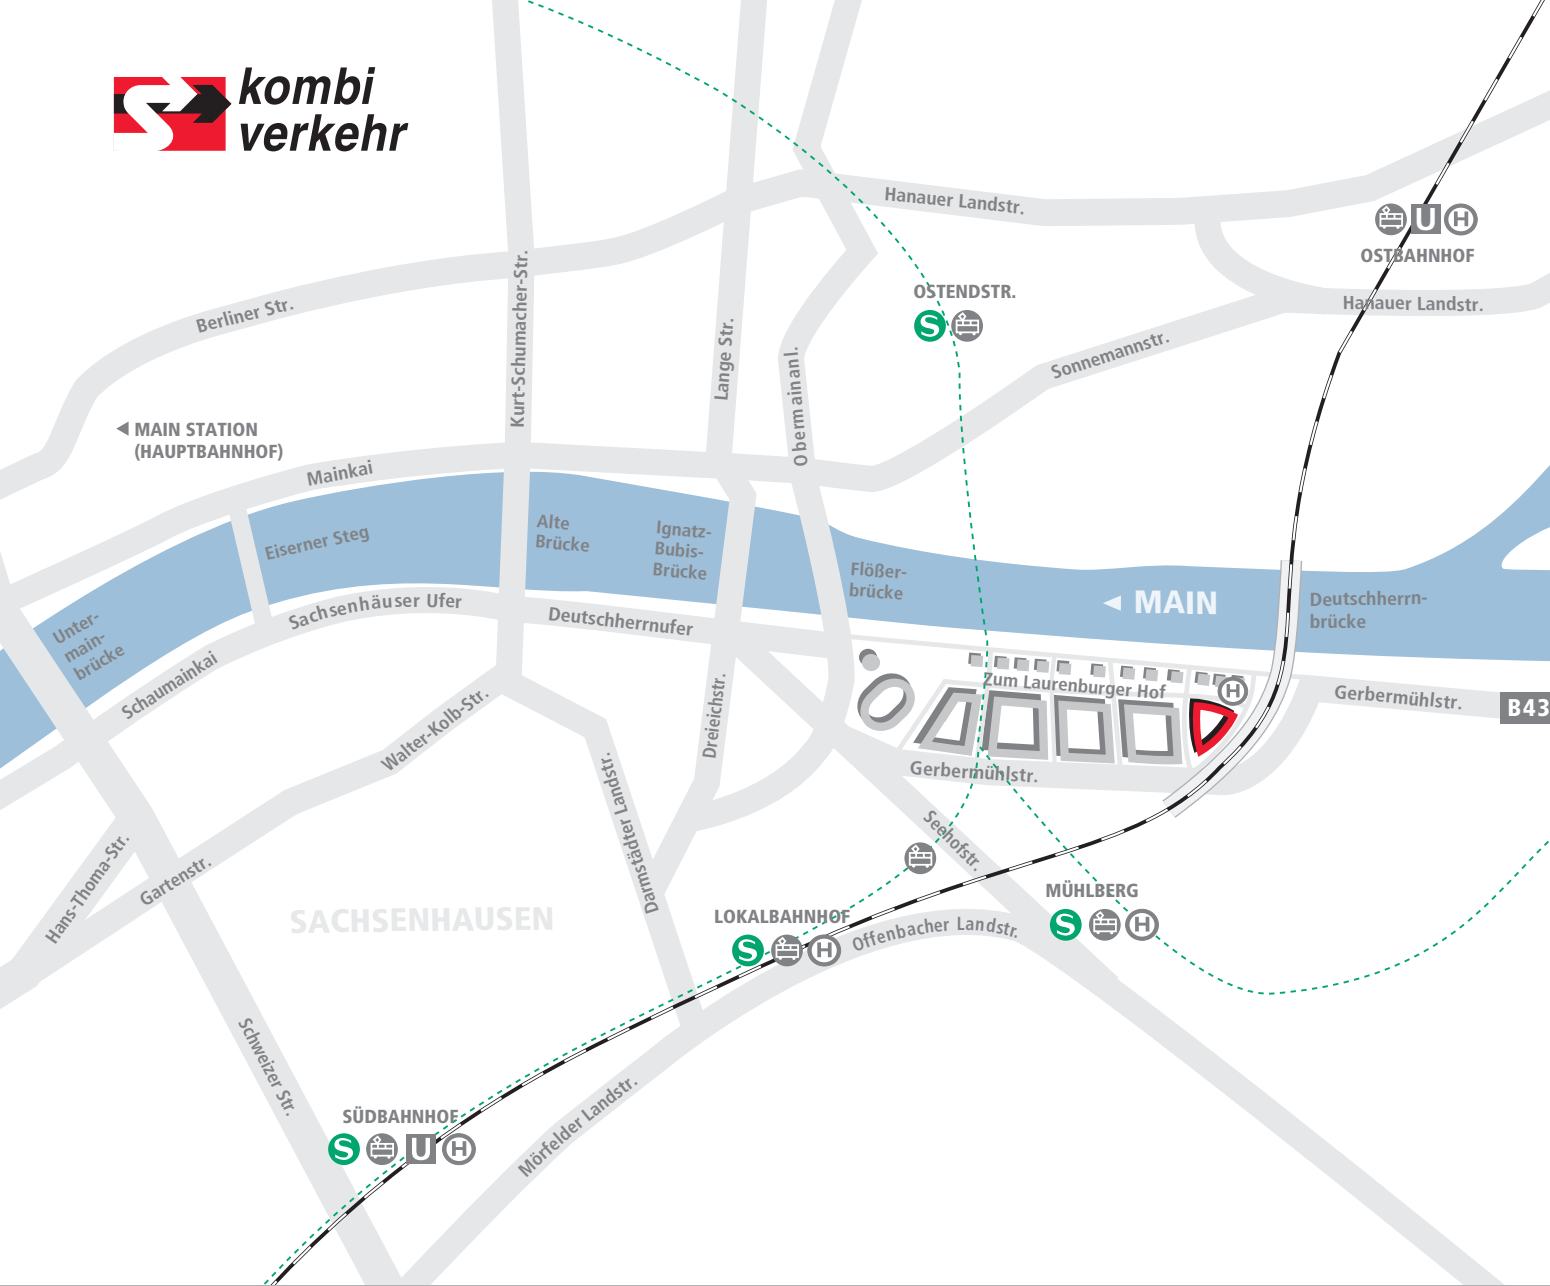 kombi
verkehr
Hanauer Landstr.
U H
OSTBAHNHOF
Hanauer Landstr.
OSTENDSTR.
S
Berliner Str.
Kurt-Schumacher-Str.
Lange Str.
Obermainanl.
Sonnemannstr.
MAIN STATION
(HAUPTBAHNHOF)
Mainkai
Eiserner Steg
Alte
Brücke
Ignatz-
Bubis-
Brücke
Flößer-
brücke
MAIN
Deutschherrn-
brücke
Unter-
main-
brücke
Sachsenhäuser Ufer
Deutschherrnufer
Schaumainkai
Zum Laurenburger Hof
H
Gerbermühlstr.
B43
Walter-Kolb-Str.
Dreieichstr.
Darmstädter Landstr.
Gerbermühlstr.
Seehofstr.
Hans-Thoma-Str.
Gartenstr.
SACHSENHAUSEN
LOKALBAHNHOF
S H
Offenbacher Landstr.
MÜHLBERG
S H
Schweizer Str.
SÜDBAHNHOF
S U H
Mörfelder Landstr.